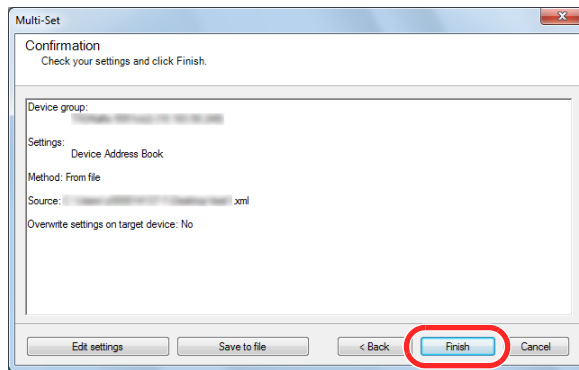 Multi-Set
Confirmation
Check your settings and click Finish.
Device group:
Settings:
Device Address Book
Method: From file
Source: .xml
Overwrite settings on target device: No
Edit settings
Save to file
< Back
Finish
Cancel